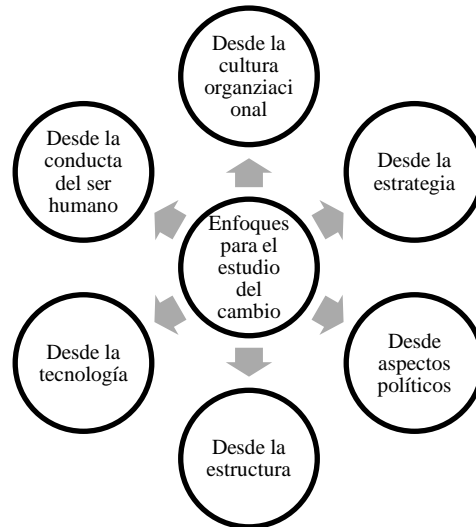 Desde la
cultura
organziaci
onal
Desde la
estrategia
Desde
aspectos
políticos
Desde la
estructura
Desde la
tecnología
Desde la
conducta
del ser
humano
Enfoques
para el
estudio
del
cambio